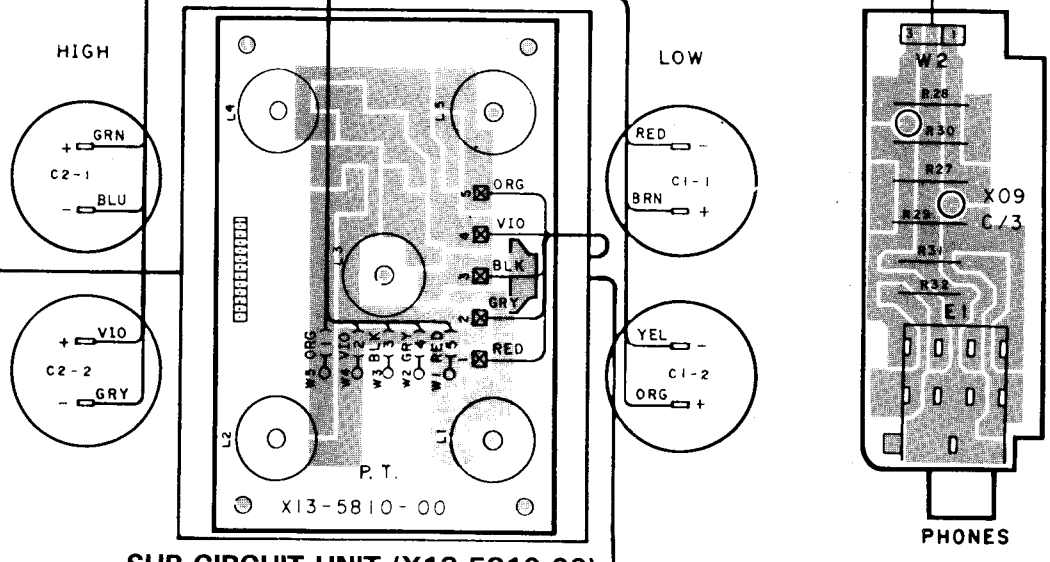 HIGH
+ GRN
C2-1
- BLU
+ VIO
C2-2
- GRY
L4
L5
5 ORG
4 VIO
L3
3 BLK
2 GRY
1 RED
W5 ORG 1
W4 VIO 2
W3 BLK 3
W2 GRY 4
W1 RED 5
L2
L1
P.T.
X13-5810-00
LOW
RED -
C1-1
BRN +
YEL -
C1-2
ORG +
3 1
W2
R28
R30
R27
X09
C/3
R29
R31
R32
E1
PHONES
SUB CIRCUIT UNIT (X13-5810-00)